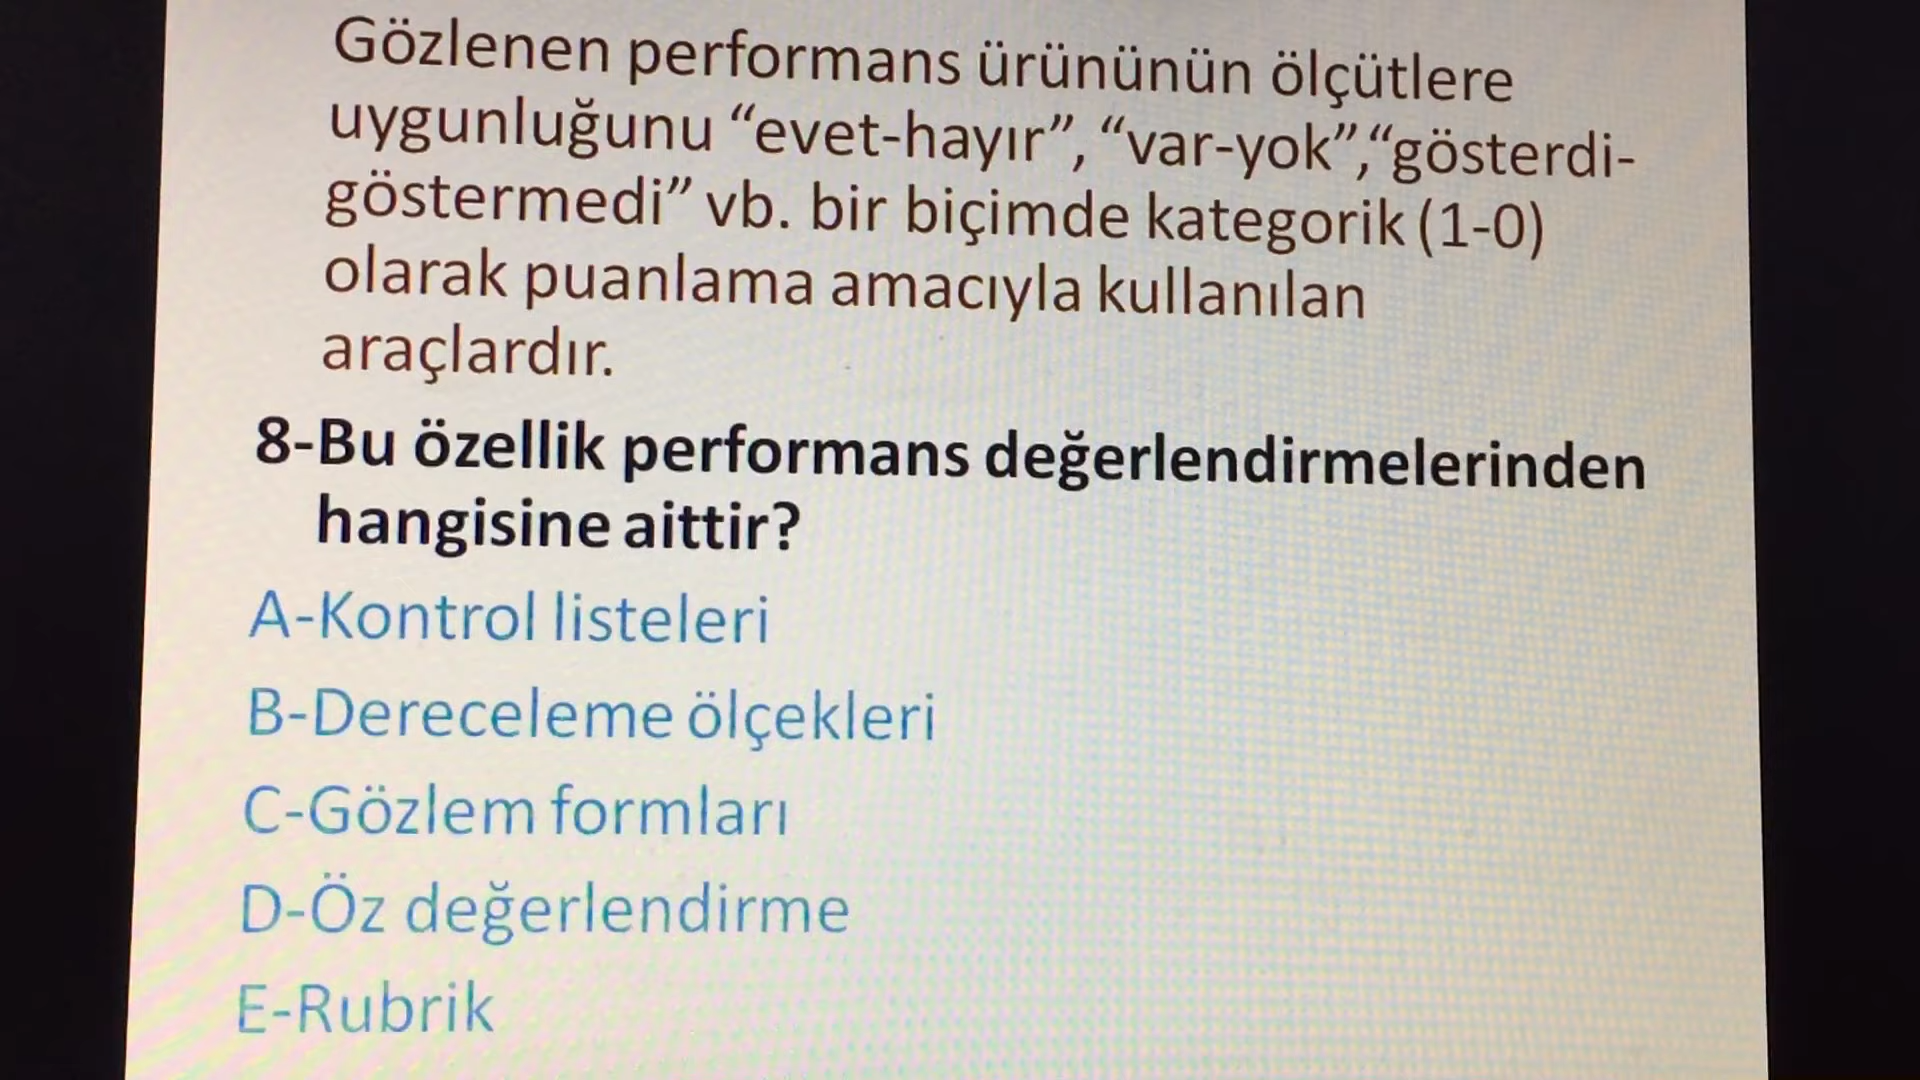 Gözlenen performans ürününün ölçütlere
uygunluğunu “evet-hayır”, “var-yok”,“gösterdi-
göstermedi” vb. bir biçimde kategorik (1-0)
olarak puanlama amacıyla kullanılan
araçlardır.
8-Bu özellik performans değerlendirmelerinden
hangisine aittir?
A-Kontrol listeleri
B-Dereceleme ölçekleri
C-Gözlem formları
D-Öz değerlendirme
E-Rubrik